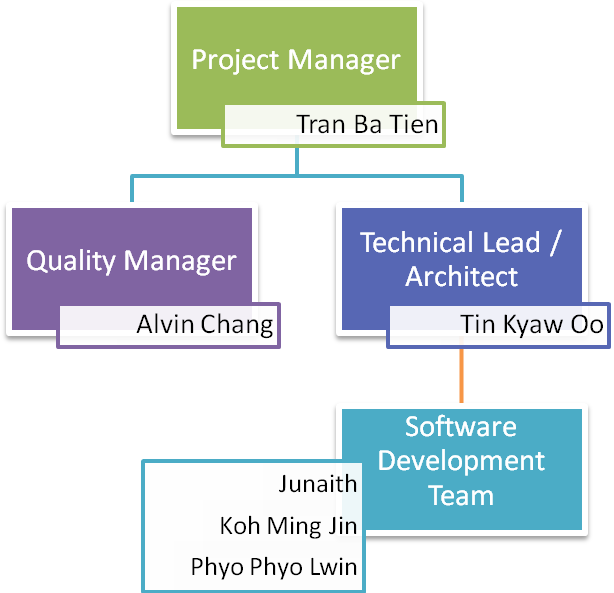 Project Manager
Tran Ba Tien
Quality Manager
Alvin Chang
Technical Lead /
Architect
Tin Kyaw Oo
Software
Development
Team
Junaith
Koh Ming Jin
Phyo Phyo Lwin